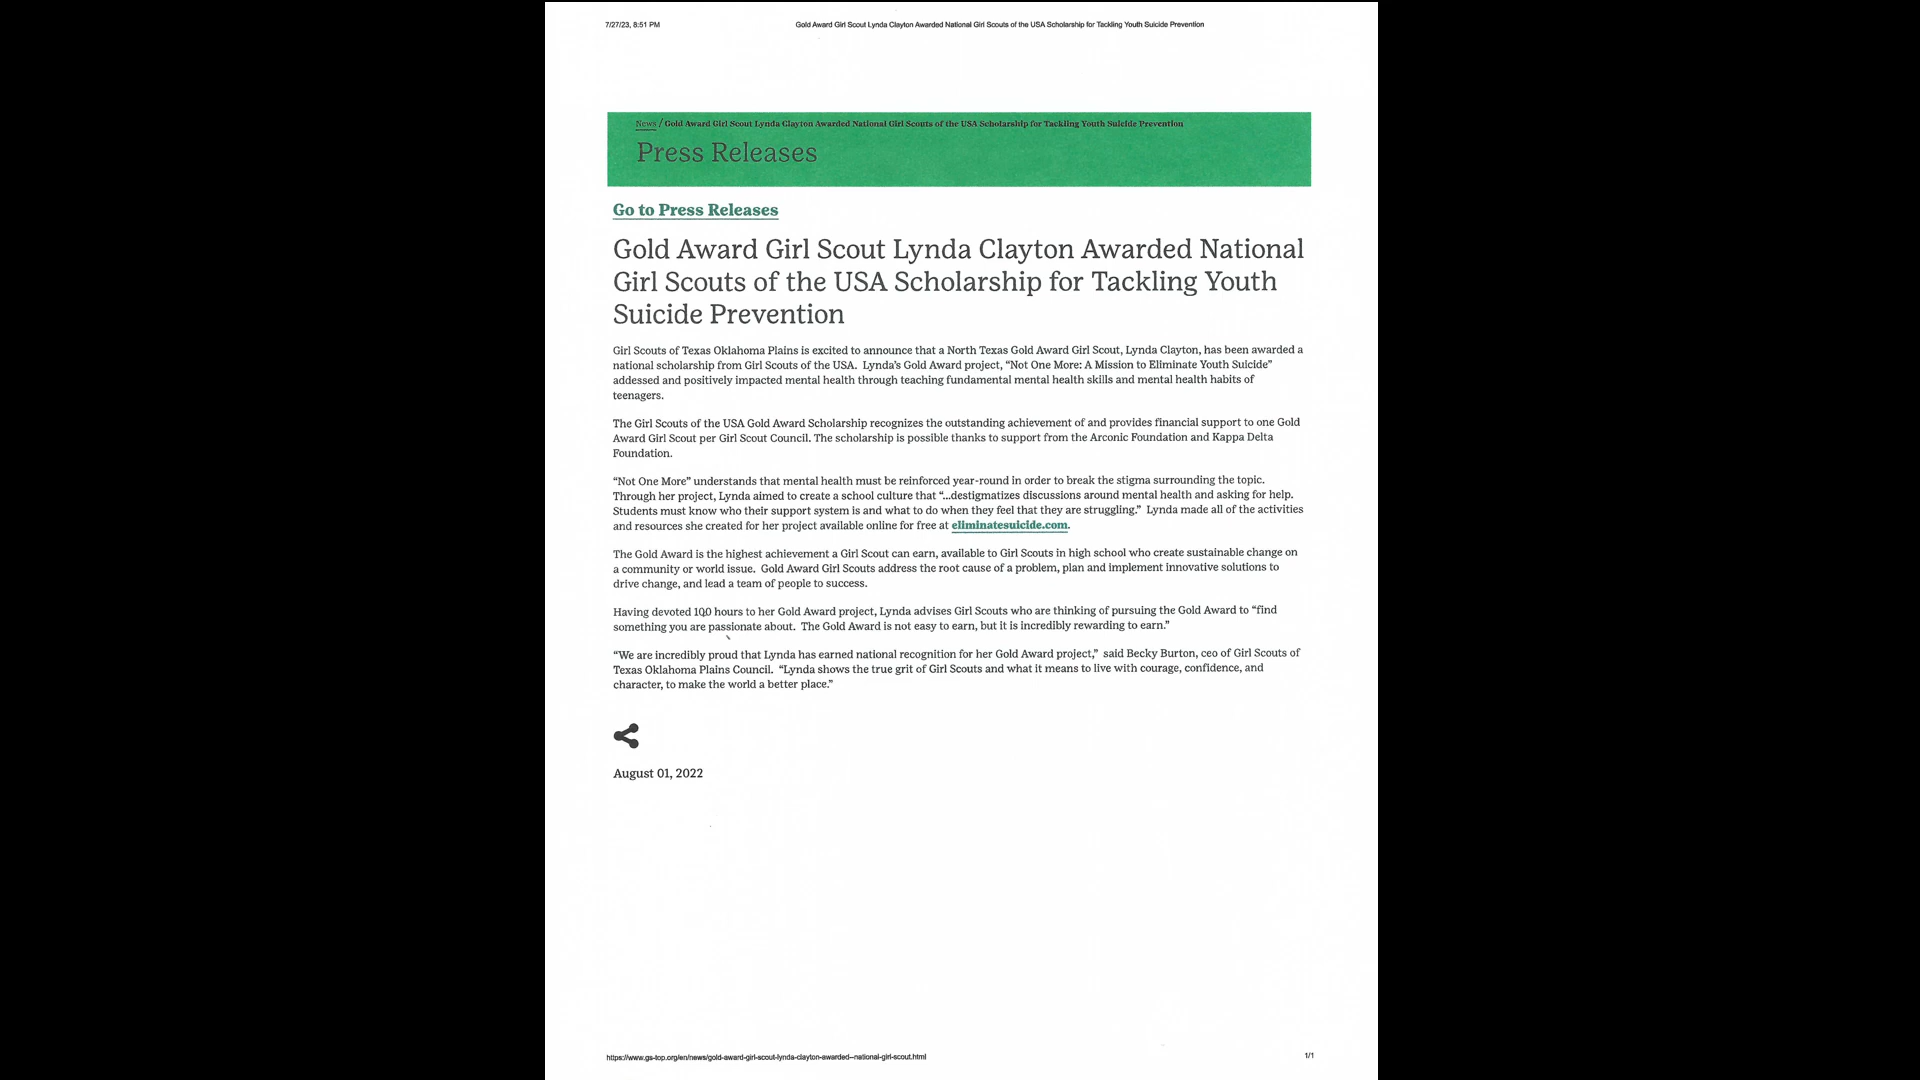 7/27/23, 8:51 PM
Gold Award Girl Scout Lynda Clayton Awarded National Girl Scouts of the USA Scholarship for Tackling Youth Suicide Prevention
News / Gold Award Girl Scout Lynda Clayton Awarded National Girl Scouts of the USA Scholarship for Tackling Youth Suicide Prevention
Press Releases
Go to Press Releases
Gold Award Girl Scout Lynda Clayton Awarded National
Girl Scouts of the USA Scholarship for Tackling Youth
Suicide Prevention
Girl Scouts of Texas Oklahoma Plains is excited to announce that a North Texas Gold Award Girl Scout, Lynda Clayton, has been awarded a
national scholarship from Girl Scouts of the USA. Lynda's Gold Award project, “Not One More: A Mission to Eliminate Youth Suicide”
addessed and positively impacted mental health through teaching fundamental mental health skills and mental health habits of
teenagers.
The Girl Scouts of the USA Gold Award Scholarship recognizes the outstanding achievement of and provides financial support to one Gold
Award Girl Scout per Girl Scout Council. The scholarship is possible thanks to support from the Arconic Foundation and Kappa Delta
Foundation.
“Not One More” understands that mental health must be reinforced year-round in order to break the stigma surrounding the topic.
Through her project, Lynda aimed to create a school culture that “...destigmatizes discussions around mental health and asking for help.
Students must know who their support system is and what to do when they feel that they are struggling.” Lynda made all of the activities
and resources she created for her project available online for free at eliminatesuicide.com.
The Gold Award is the highest achievement a Girl Scout can earn, available to Girl Scouts in high school who create sustainable change on
a community or world issue. Gold Award Girl Scouts address the root cause of a problem, plan and implement innovative solutions to
drive change, and lead a team of people to success.
Having devoted 100 hours to her Gold Award project, Lynda advises Girl Scouts who are thinking of pursuing the Gold Award to “find
something you are passionate about. The Gold Award is not easy to earn, but it is incredibly rewarding to earn.”
“We are incredibly proud that Lynda has earned national recognition for her Gold Award project,” said Becky Burton, ceo of Girl Scouts of
Texas Oklahoma Plains Council. “Lynda shows the true grit of Girl Scouts and what it means to live with courage, confidence, and
character, to make the world a better place.”
August 01, 2022
https://www.gs-top.org/en/news/gold-award-girl-scout-lynda-clayton-awarded--national-girl-scout.html
1/1